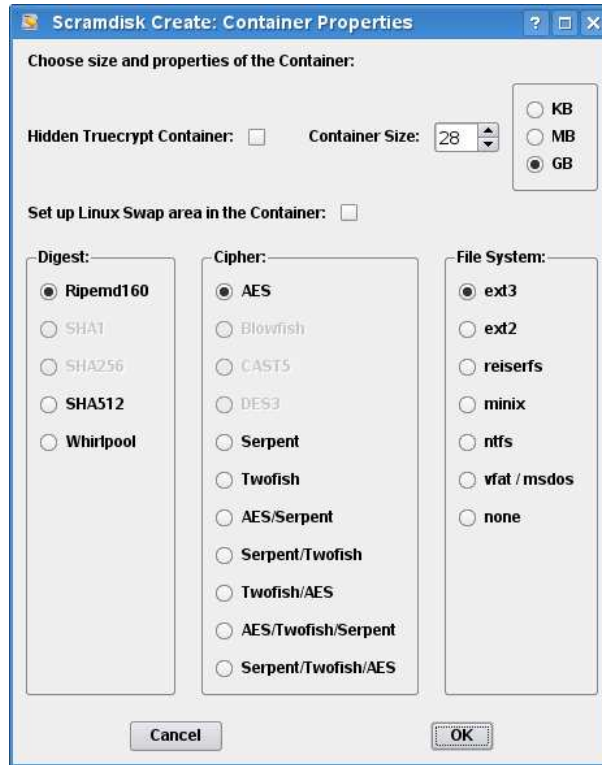 Scramdisk Create: Container Properties
Choose size and properties of the Container:
Hidden Truecrypt Container:
Container Size:
28
KB
MB
GB
Set up Linux Swap area in the Container:
Digest:
Ripemd160
SHA1
SHA256
SHA512
Whirlpool
Cipher:
AES
Blowfish
CAST5
DES3
Serpent
Twofish
AES/Serpent
Serpent/Twofish
Twofish/AES
AES/Twofish/Serpent
Serpent/Twofish/AES
File System:
ext3
ext2
reiserfs
minix
ntfs
vfat / msdos
none
Cancel
OK